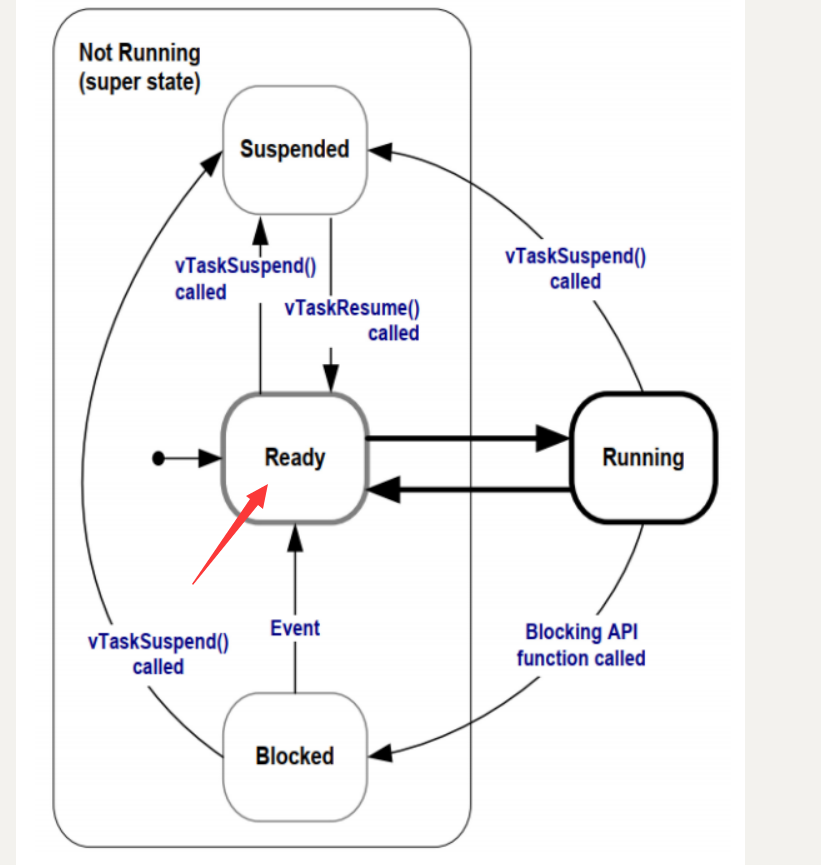 Not Running
(super state)
Suspended
vTaskSuspend()
called
vTaskResume()
called
vTaskSuspend()
called
Ready
Running
Event
vTaskSuspend()
called
Blocking API
function called
Blocked